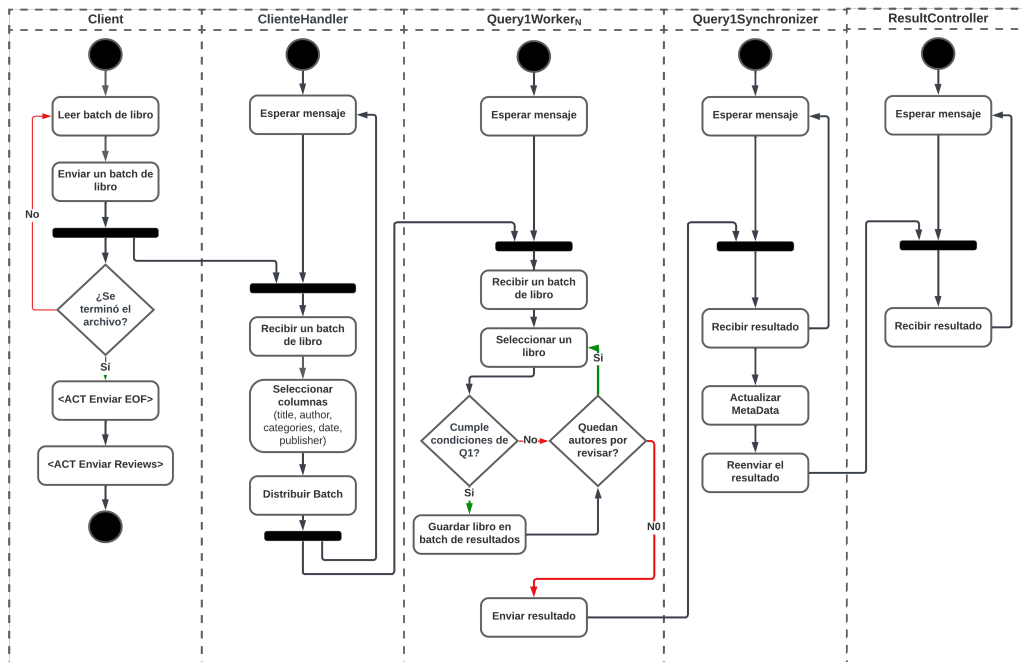 Client
ClienteHandler
Query1WorkerN
Query1Synchronizer
ResultController
Leer batch de libro
Enviar un batch de
libro
No
¿Se
terminó el
archivo?
Sí
<ACT Enviar EOF>
<ACT Enviar Reviews>
Esperar mensaje
Recibir un batch
de libro
Seleccionar
columnas
(title, author,
categories, date,
publisher)
Distribuir Batch
Esperar mensaje
Recibir un batch
de libro
Seleccionar un
libro
Si
Cumple
condiciones de
Q1?
No
Quedan
autores por
revisar?
Si
Guardar libro en
batch de resultados
N0
Enviar resultado
Esperar mensaje
Recibir resultado
Actualizar
MetaData
Reenviar el
resultado
Esperar mensaje
Recibir resultado